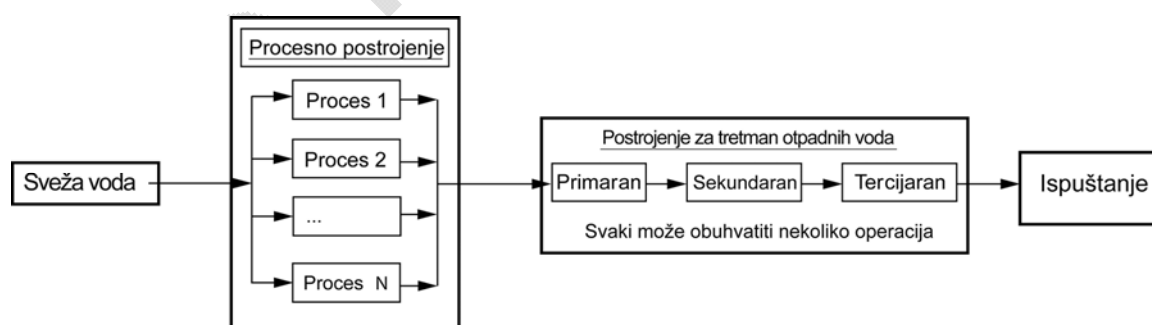 Procesno postrojenje
Proces 1
Proces 2
...
Proces N
Sveža voda
Postrojenje za tretman otpadnih voda
Primaran
Sekundaran
Tercijaran
Svaki može obuhvatiti nekoliko operacija
Ispuštanje